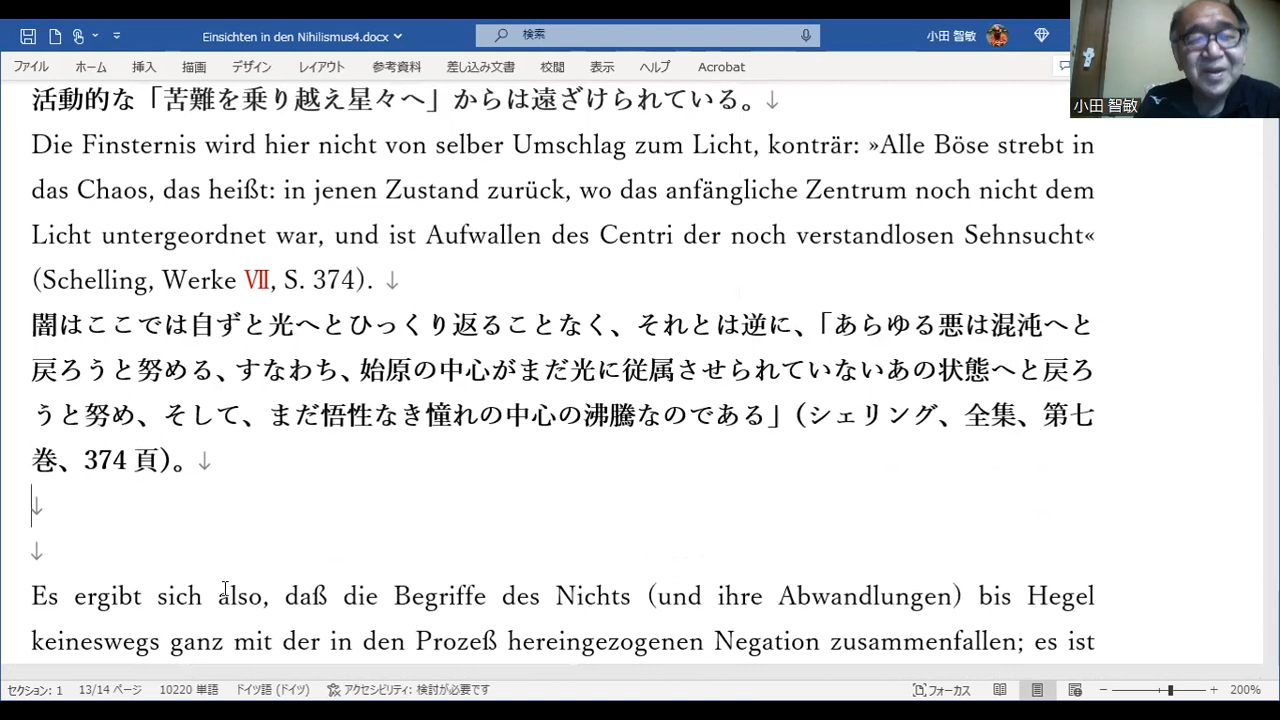 Einsichten in den Nihilismus4.docx
検索
小田 智敏
ファイル ホーム 挿入 描画 デザイン レイアウト 参考資料 差し込み文書 校閲 表示 ヘルプ Acrobat
小田 智敏
活動的な「苦難を乗り越え星々へ」からは遠ざけられている。↓
Die Finsternis wird hier nicht von selber Umschlag zum Licht, konträr: »Alle Böse strebt in
das Chaos, das heißt: in jenen Zustand zurück, wo das anfängliche Zentrum noch nicht dem
Licht untergeordnet war, und ist Aufwallen des Centri der noch verstandlosen Sehnsucht«
(Schelling, Werke Ⅶ, S. 374). ↓
闇はここでは自ずと光へとひっくり返ることなく、それとは逆に、「あらゆる悪は混沌へと
戻ろうと努める、すなわち、始原の中心がまだ光に従属させられていないあの状態へと戻ろ
うと努め、そして、まだ悟性なき憧れの中心の沸騰なのである」(シェリング、全集、第七
巻、374 頁)。↓
↓
↓
Es ergibt sich also, daß die Begriffe des Nichts (und ihre Abwandlungen) bis Hegel
keineswegs ganz mit der in den Prozeß hereingezogenen Negation zusammenfallen; es ist
セクション: 1 13/14 ページ 10220 単語 ドイツ語 (ドイツ) アクセシビリティ: 検討が必要です フォーカス 200%